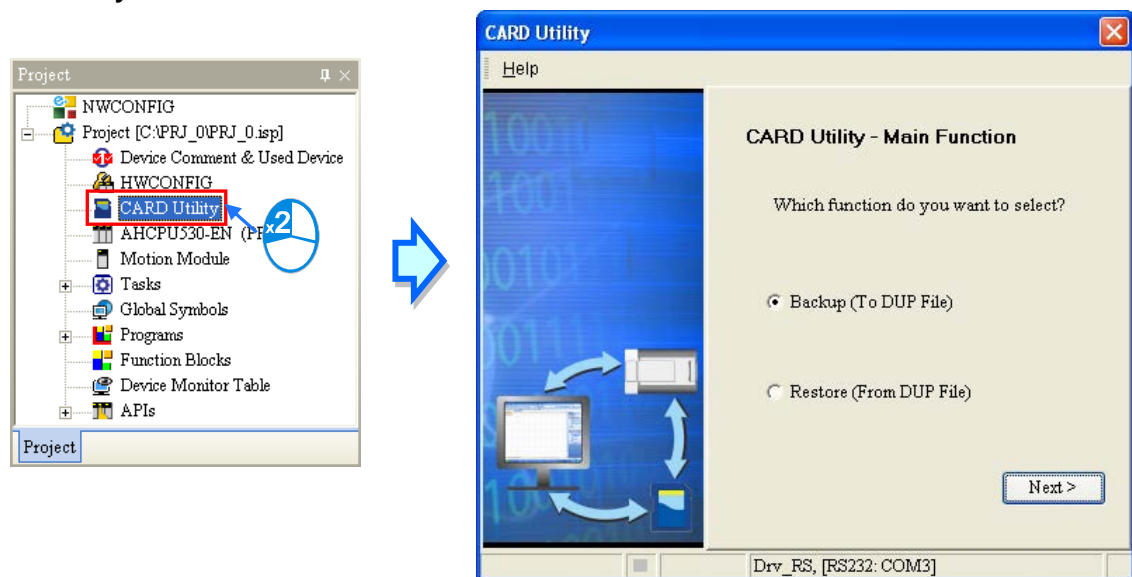 Project
NWCONFIG
Project [C:\PRJ_0\PRJ_0.isp]
Device Comment & Used Device
HWCONFIG
CARD Utility
x2
AHCPU530-EN (PR
Motion Module
Tasks
Global Symbols
Programs
Function Blocks
Device Monitor Table
APIs
Project
CARD Utility
Help
CARD Utility - Main Function
Which function do you want to select?
Backup (To DUP File)
Restore (From DUP File)
Next >
Drv_RS, [RS232: COM3]